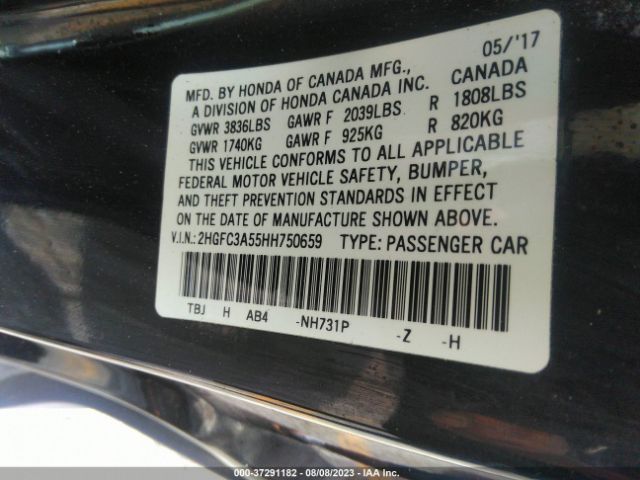 05/'17
MFD. BY HONDA OF CANADA MFG.,
A DIVISION OF HONDA CANADA INC. CANADA
GVWR 3836LBS GAWR F 2039LBS R 1808LBS
GVWR 1740KG GAWR F 925KG R 820KG
THIS VEHICLE CONFORMS TO ALL APPLICABLE
FEDERAL MOTOR VEHICLE SAFETY, BUMPER,
AND THEFT PREVENTION STANDARDS IN EFFECT
ON THE DATE OF MANUFACTURE SHOWN ABOVE.
V.I.N.: 2HGFC3A55HH750659 TYPE: PASSENGER CAR
TBJ H AB4 -NH731P -Z -H
000-37291182 - 08/08/2023 - IAA Inc.